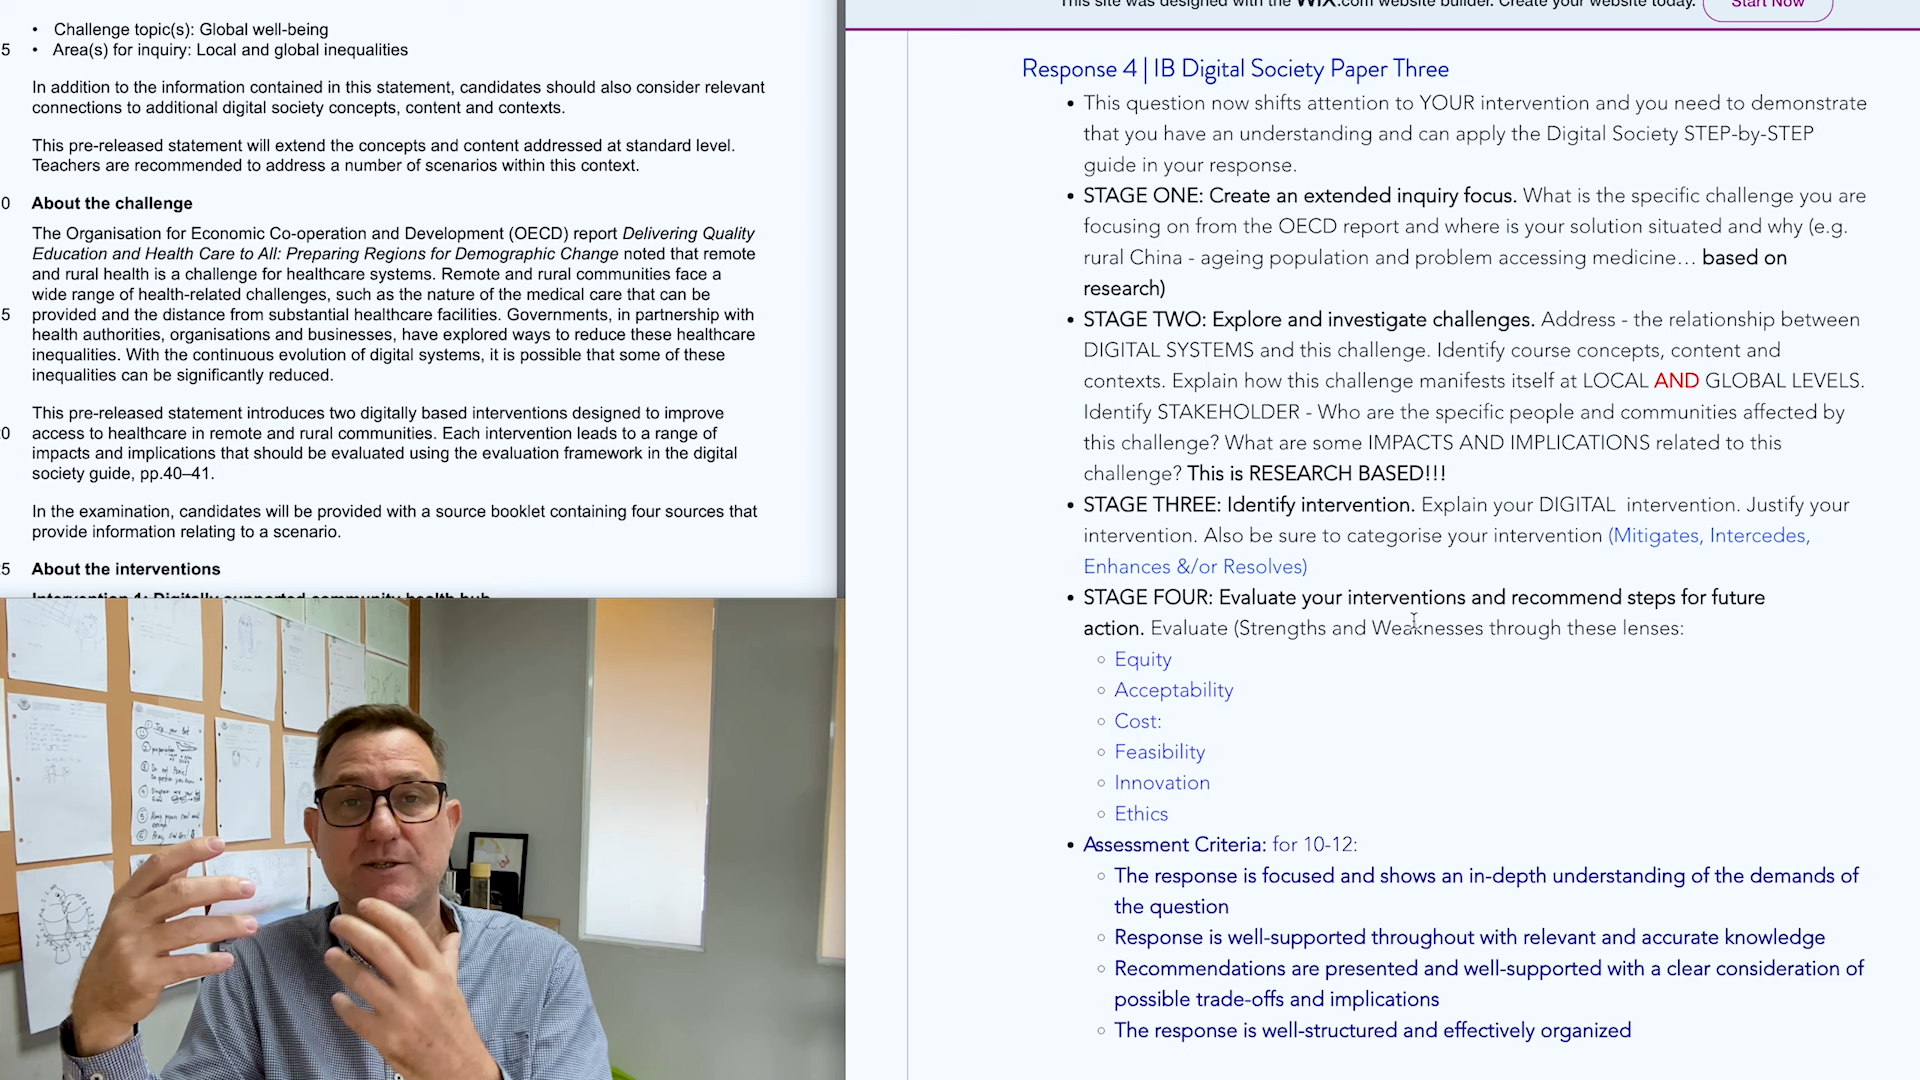 • Challenge topic(s): Global well-being
5 • Area(s) for inquiry: Local and global inequalities
In addition to the information contained in this statement, candidates should also consider relevant
connections to additional digital society concepts, content and contexts.
This pre-released statement will extend the concepts and content addressed at standard level.
Teachers are recommended to address a number of scenarios within this context.
0 About the challenge
The Organisation for Economic Co-operation and Development (OECD) report Delivering Quality
Education and Health Care to All: Preparing Regions for Demographic Change noted that remote
and rural health is a challenge for healthcare systems. Remote and rural communities face a
wide range of health-related challenges, such as the nature of the medical care that can be
5 provided and the distance from substantial healthcare facilities. Governments, in partnership with
health authorities, organisations and businesses, have explored ways to reduce these healthcare
inequalities. With the continuous evolution of digital systems, it is possible that some of these
inequalities can be significantly reduced.
This pre-released statement introduces two digitally based interventions designed to improve
0 access to healthcare in remote and rural communities. Each intervention leads to a range of
impacts and implications that should be evaluated using the evaluation framework in the digital
society guide, pp.40–41.
In the examination, candidates will be provided with a source booklet containing four sources that
provide information relating to a scenario.
5 About the interventions
Intervention 1: Digitally supported community health hub
This site was designed with the WIX.com website builder. Create your website today. Start Now
Response 4 | IB Digital Society Paper Three
• This question now shifts attention to YOUR intervention and you need to demonstrate
that you have an understanding and can apply the Digital Society STEP-by-STEP
guide in your response.
• STAGE ONE: Create an extended inquiry focus. What is the specific challenge you are
focusing on from the OECD report and where is your solution situated and why (e.g.
rural China - ageing population and problem accessing medicine... based on
research)
• STAGE TWO: Explore and investigate challenges. Address - the relationship between
DIGITAL SYSTEMS and this challenge. Identify course concepts, content and
contexts. Explain how this challenge manifests itself at LOCAL AND GLOBAL LEVELS.
Identify STAKEHOLDER - Who are the specific people and communities affected by
this challenge? What are some IMPACTS AND IMPLICATIONS related to this
challenge? This is RESEARCH BASED!!!
• STAGE THREE: Identify intervention. Explain your DIGITAL intervention. Justify your
intervention. Also be sure to categorise your intervention (Mitigates, Intercedes,
Enhances &/or Resolves)
• STAGE FOUR: Evaluate your interventions and recommend steps for future
action. Evaluate (Strengths and Weaknesses through these lenses:
◦ Equity
◦ Acceptability
◦ Cost:
◦ Feasibility
◦ Innovation
◦ Ethics
• Assessment Criteria: for 10-12:
◦ The response is focused and shows an in-depth understanding of the demands of
the question
◦ Response is well-supported throughout with relevant and accurate knowledge
◦ Recommendations are presented and well-supported with a clear consideration of
possible trade-offs and implications
◦ The response is well-structured and effectively organized